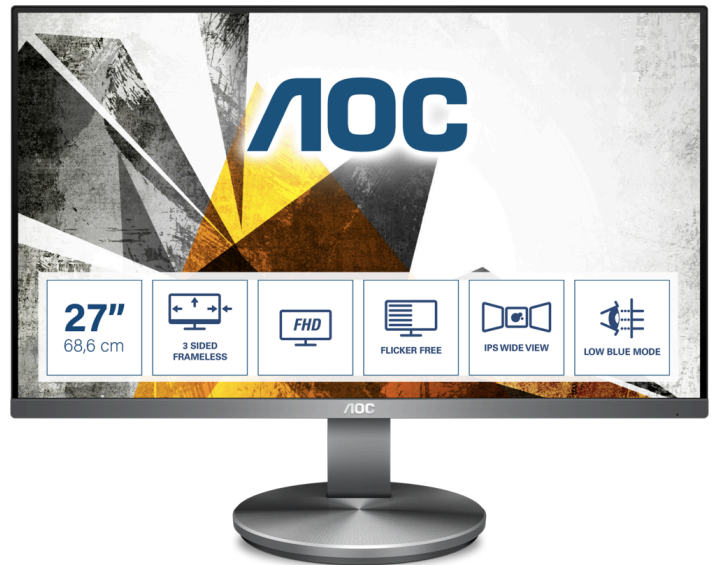 AOC
27"
68,6 cm
3 SIDED
FRAMELESS
FHD
FLICKER FREE
IPS WIDE VIEW
LOW BLUE MODE
AOC